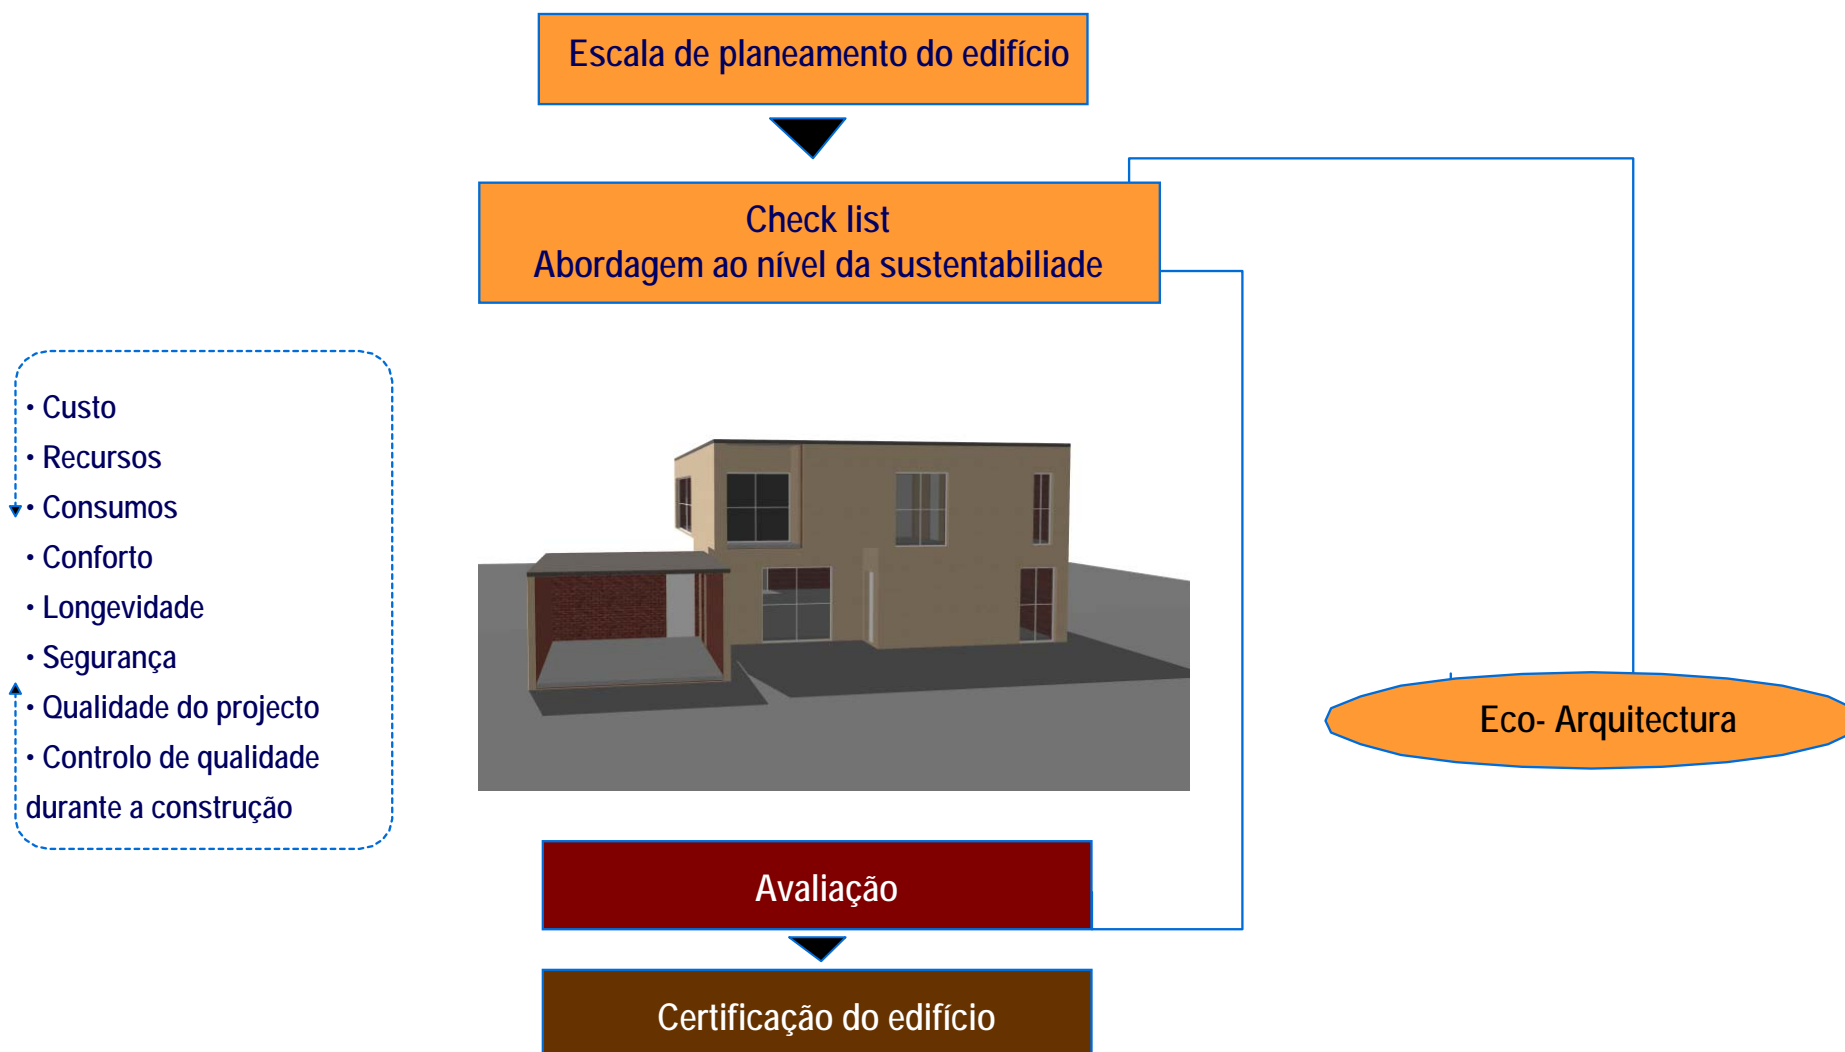 Escala de planeamento do edifício
Check list
Abordagem ao nível da sustentabiliade
• Custo
• Recursos
• Consumos
• Conforto
• Longevidade
• Segurança
• Qualidade do projecto
• Controlo de qualidade
durante a construção
Eco- Arquitectura
Avaliação
Certificação do edifício